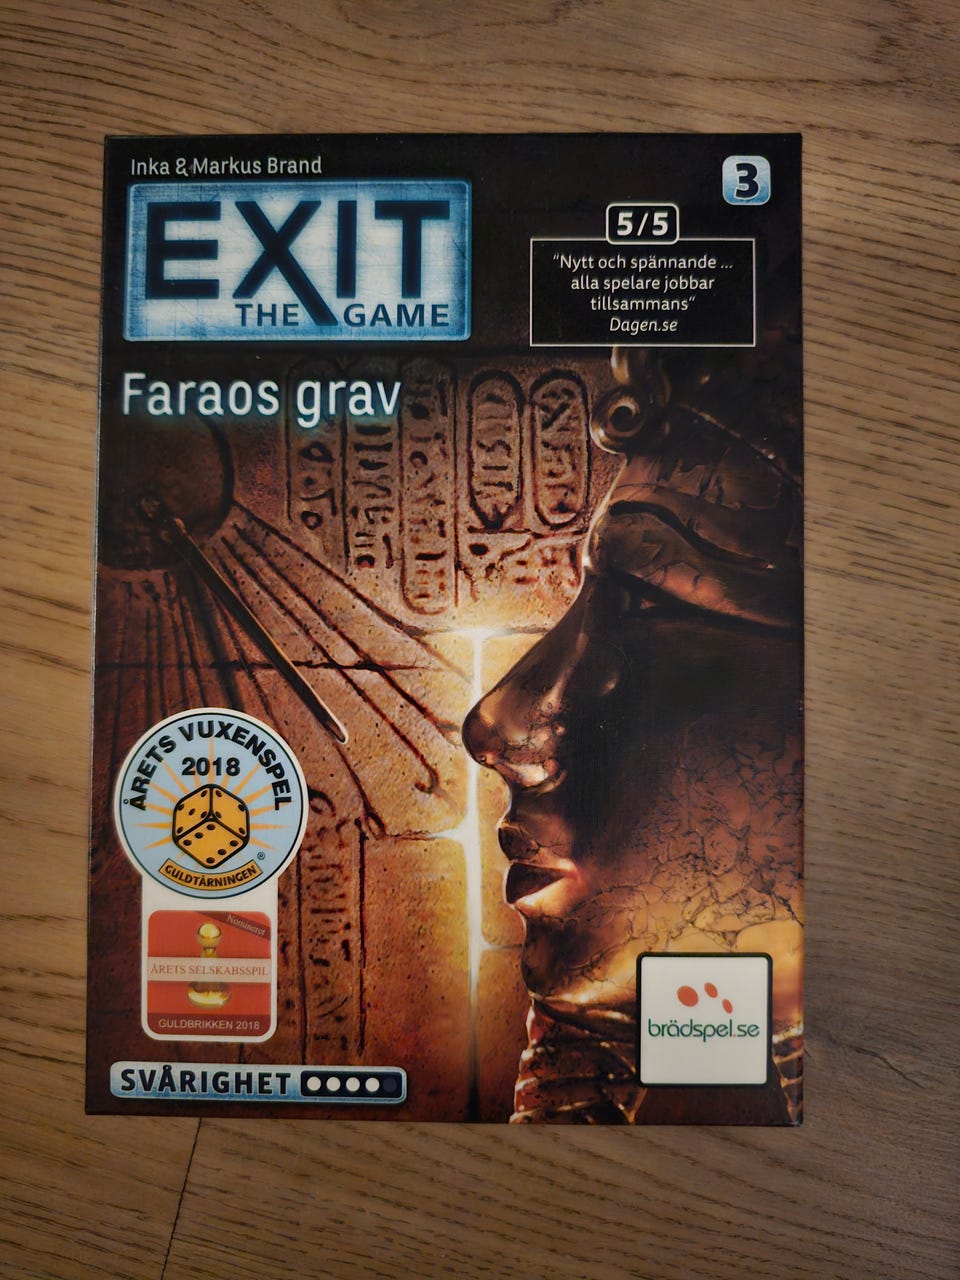 Inka & Markus Brand
EXIT
THE GAME
3
5/5
"Nytt och spännande ...
alla spelare jobbar
tillsammans"
Dagen.se
Faraos grav
ÅRETS VUXENSPEL
2018
GULDTÄRNINGEN
®
Nomineret
ÅRETS SELSKABSSPIL
GULDBRIKKEN 2018
brädspel.se
SVÅRIGHET